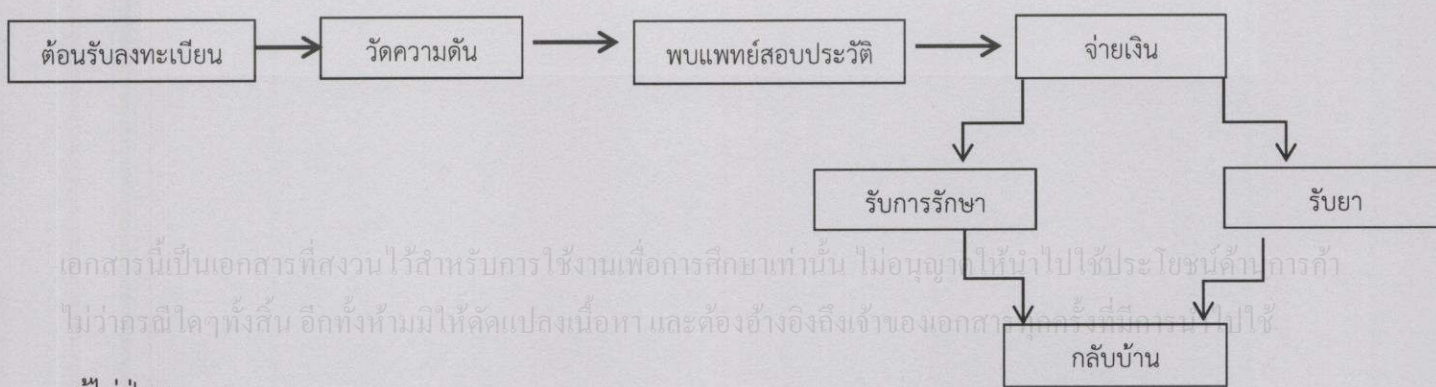 ต้อนรับลงทะเบียน
วัดความดัน
พบแพทย์สอบประวัติ
จ่ายเงิน
รับการรักษา
รับยา
เอกสารนี้เป็นเอกสารที่สงวนไว้สำหรับการใช้งานเพื่อการศึกษาเท่านั้น ไม่อนุญาตให้นำไปใช้ประโยชน์ด้านการค้า
ไม่ว่ากรณีใดๆทั้งสิ้น อีกทั้งห้ามมิให้ดัดแปลงเนื้อหา และต้องอ้างอิงถึงเจ้าของเอกสารทุกครั้งที่มีการนำไปใช้
กลับบ้าน